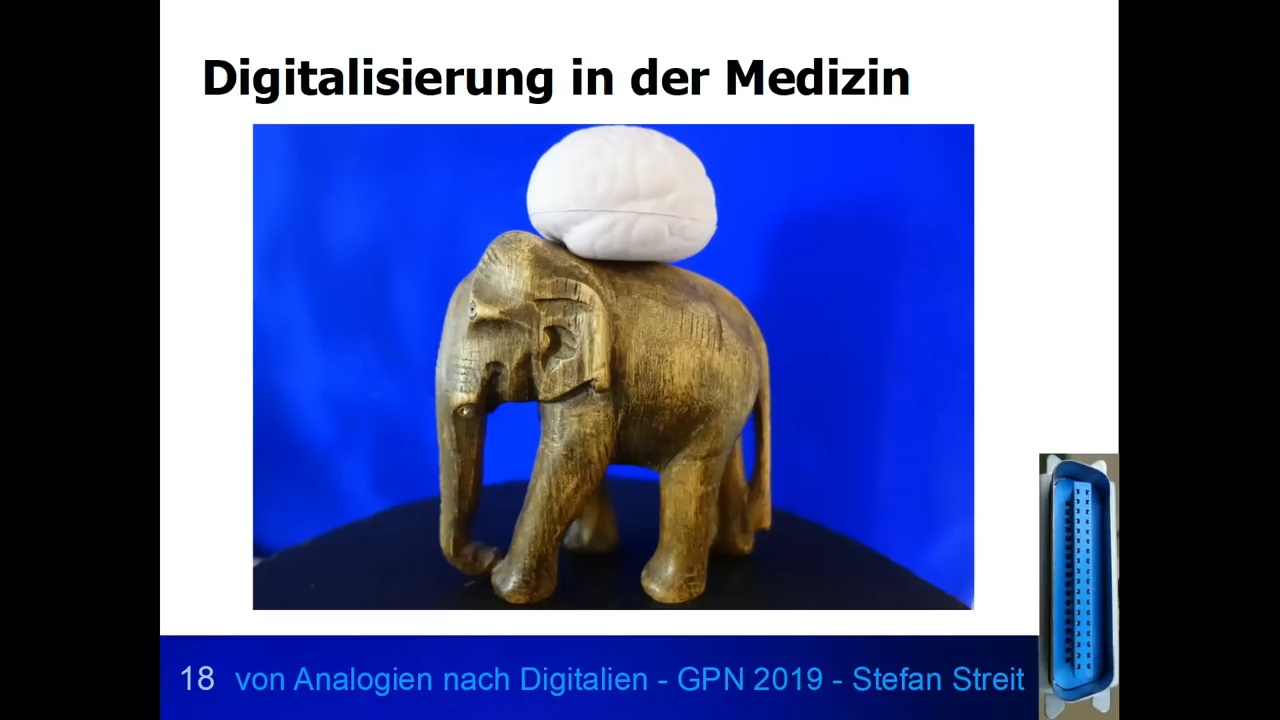 Digitalisierung in der Medizin
18 von Analogien nach Digitalien - GPN 2019 - Stefan Streit